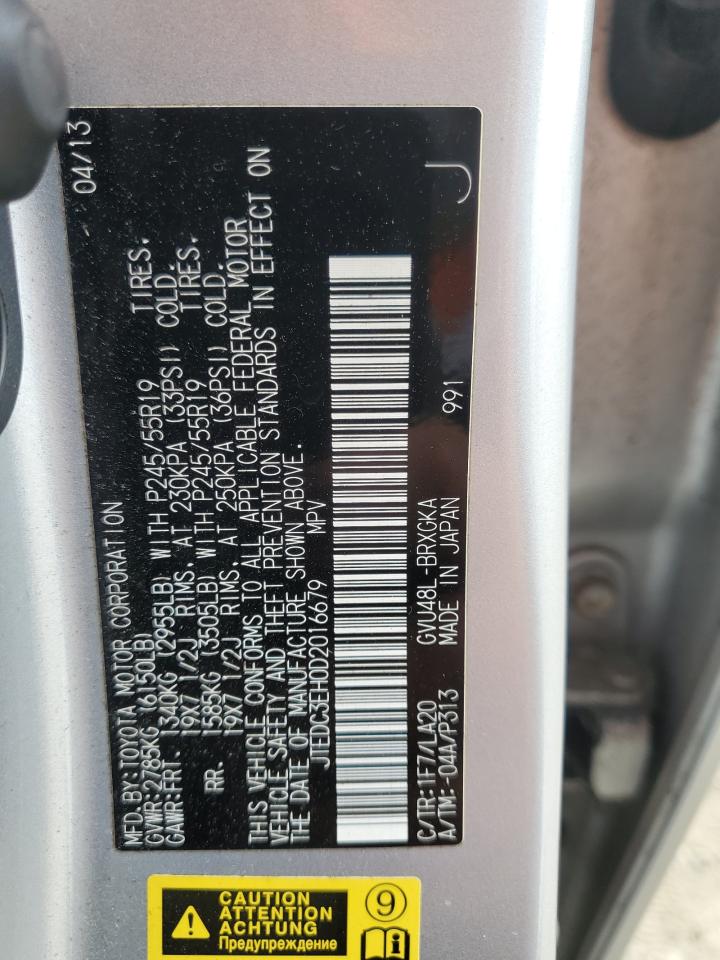 MFD. BY:TOYOTA MOTOR CORPORATION 04/13
GVWR:2785KG (6150LB)
GAWR:FRT. 1340KG (2955LB) WITH P245/55R19 TIRES.
19X7 1/2J RIMS. AT 230KPA (33PSI) COLD.
RR. 1585KG (3505LB) WITH P245/55R19 TIRES.
19X7 1/2J RIMS. AT 250KPA (36PSI) COLD.
THIS VEHICLE CONFORMS TO ALL APPLICABLE FEDERAL MOTOR
VEHICLE SAFETY AND THEFT PREVENTION STANDARDS IN EFFECT ON
THE DATE OF MANUFACTURE SHOWN ABOVE.
JTEDC3EH0D2016679 MPV
C/TR:1F7/LA20 GVU48L-BRXGKA
A/TM:-04A/P313 MADE IN JAPAN 991 J
CAUTION
ATTENTION
ACHTUNG
Предупреждение
9